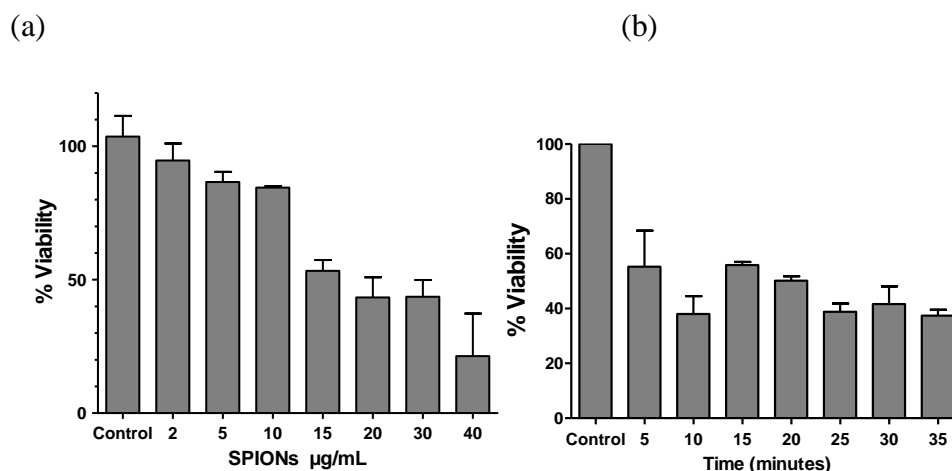 (a)
(b)
% Viability
100
50
0
Control 2 5 10 15 20 30 40
SPIONs µg/mL
% Viability
100
80
60
40
20
0
Control 5 10 15 20 25 30 35
Time (minutes)